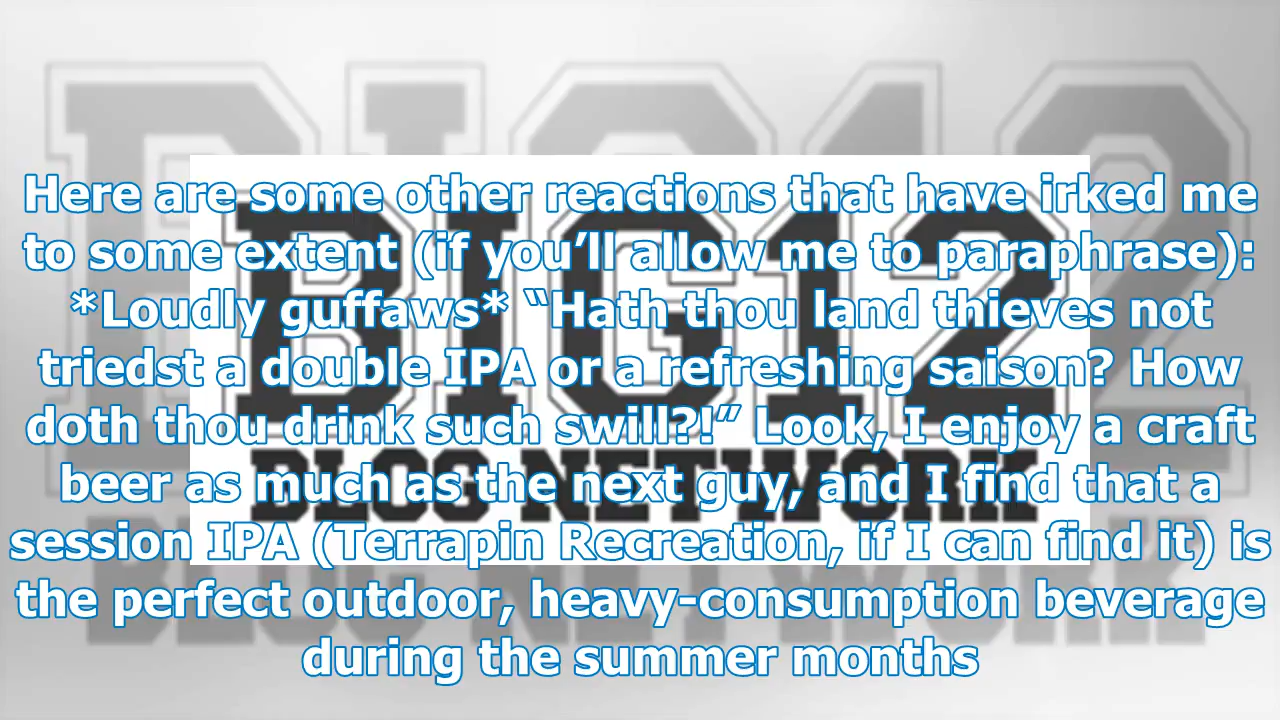 Here are some other reactions that have irked me
to some extent (if you’ll allow me to paraphrase):
*Loudly guffaws* “Hath thou land thieves not
triedst a double IPA or a refreshing saison? How
doth thou drink such swill?!” Look, I enjoy a craft
beer as much as the next guy, and I find that a
session IPA (Terrapin Recreation, if I can find it) is
the perfect outdoor, heavy-consumption beverage
during the summer months
BIG12
BLOG NETWORK